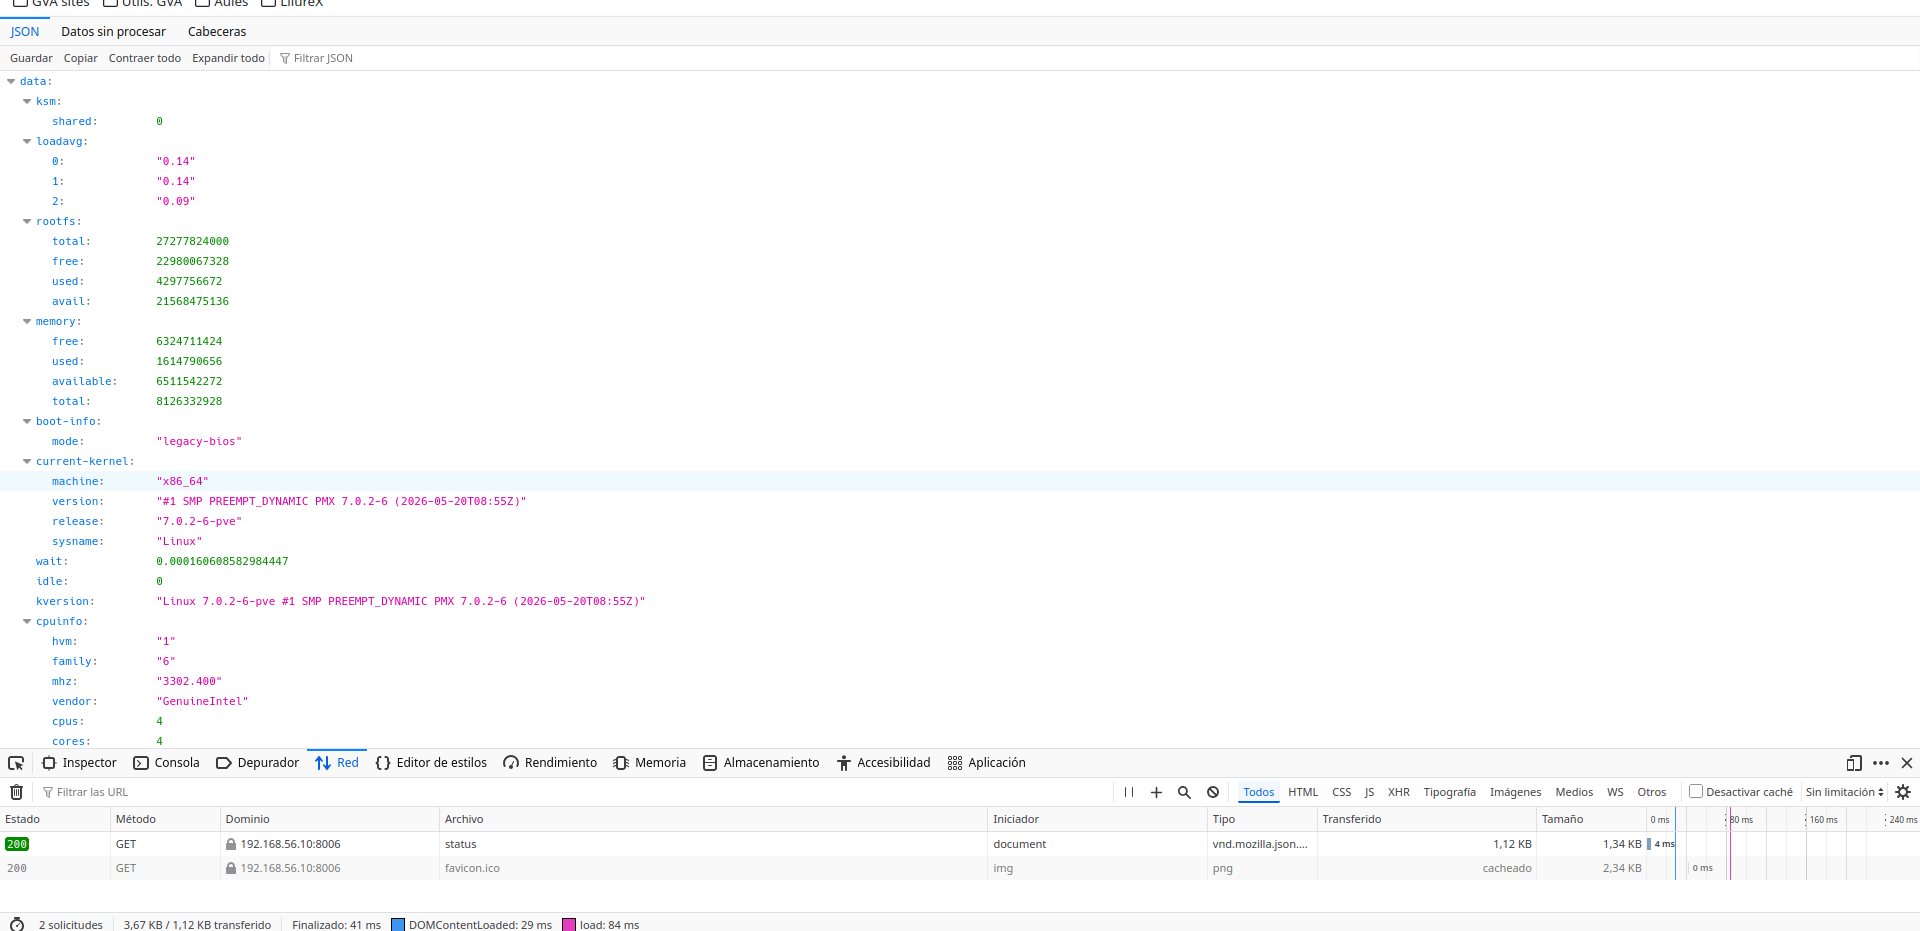 GVA sites Utils. GVA Aules LliureX
JSON Datos sin procesar Cabeceras
Guardar Copiar Contraer todo Expandir todo Filtrar JSON
data:
ksm:
shared: 0
loadavg:
0: "0.14"
1: "0.14"
2: "0.09"
rootfs:
total: 27277824000
free: 22980067328
used: 4297756672
avail: 21568475136
memory:
free: 6324711424
used: 1614790656
available: 6511542272
total: 8126332928
boot-info:
mode: "legacy-bios"
current-kernel:
machine: "x86_64"
version: "#1 SMP PREEMPT_DYNAMIC PMX 7.0.2-6 (2026-05-20T08:55Z)"
release: "7.0.2-6-pve"
sysname: "Linux"
wait: 0.000160608582984447
idle: 0
kversion: "Linux 7.0.2-6-pve #1 SMP PREEMPT_DYNAMIC PMX 7.0.2-6 (2026-05-20T08:55Z)"
cpuinfo:
hvm: "1"
family: "6"
mhz: "3302.400"
vendor: "GenuineIntel"
cpus: 4
cores: 4
Inspector Consola Depurador Red Editor de estilos Rendimiento Memoria Almacenamiento Accesibilidad Aplicación
Filtrar las URL Todos HTML CSS JS XHR Tipografía Imágenes Medios WS Otros Desactivar caché Sin limitación
Estado Método Dominio Archivo Iniciador Tipo Transferido Tamaño 0 ms 80 ms 160 ms 240 ms
200 GET 192.168.56.10:8006 status document vnd.mozilla.json.... 1,12 KB 1,34 KB 4 ms
200 GET 192.168.56.10:8006 favicon.ico img png cacheado 2,34 KB 0 ms
2 solicitudes 3,67 KB / 1,12 KB transferido Finalizado: 41 ms DOMContentLoaded: 29 ms load: 84 ms